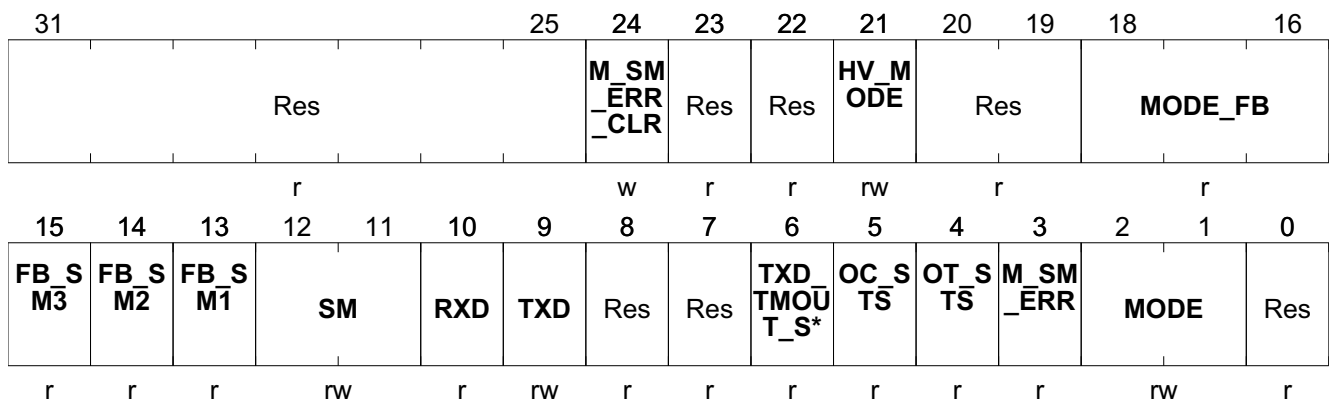 31 25 24 23 22 21 20 19 18 16
Res M_SM_ERR_CLR Res Res HV_MODE Res MODE_FB
r w r r rw r r
15 14 13 12 11 10 9 8 7 6 5 4 3 2 1 0
FB_SM3 FB_SM2 FB_SM1 SM RXD TXD Res Res TXD_TMOUT_S* OC_STS OT_STS M_SM_ERR MODE Res
r r r rw r rw r r r r r r rw r